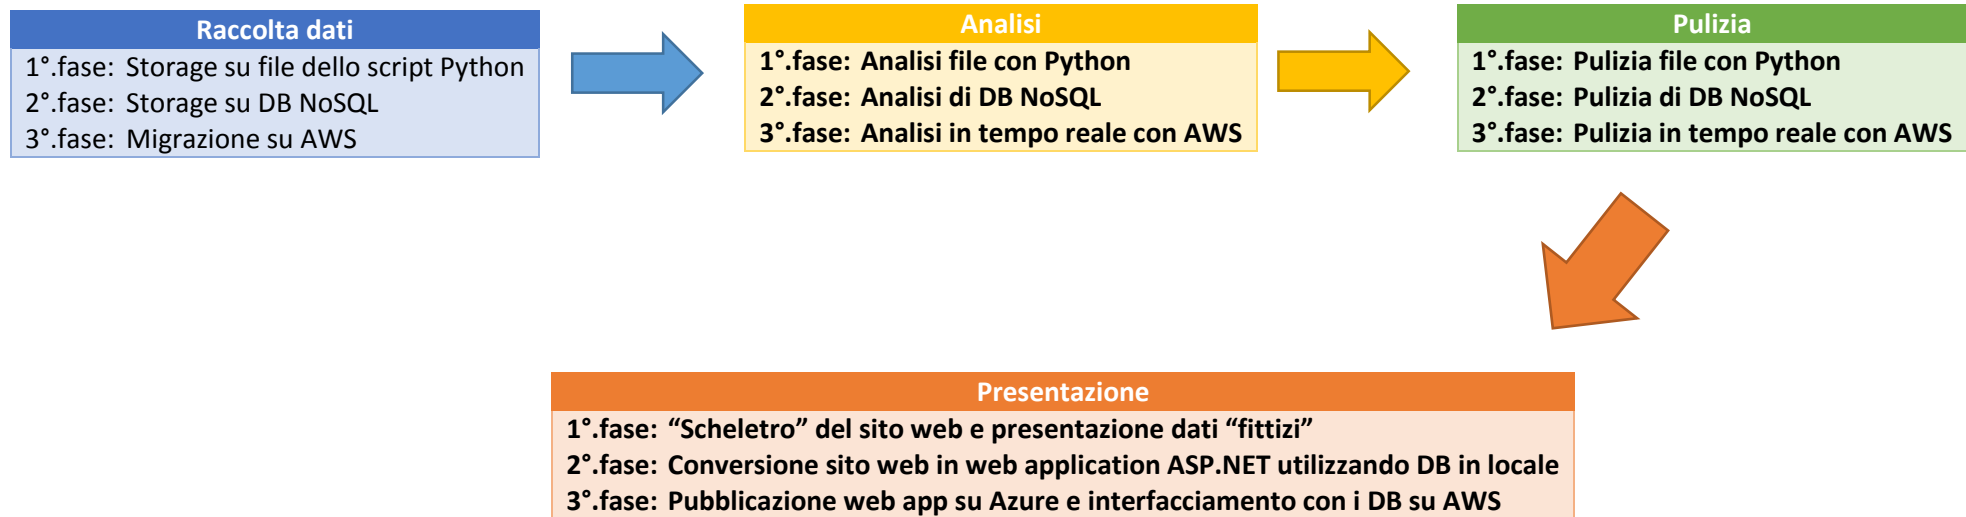 Raccolta dati
1°.fase: Storage su file dello script Python
2°.fase: Storage su DB NoSQL
3°.fase: Migrazione su AWS
Analisi
1°.fase: Analisi file con Python
2°.fase: Analisi di DB NoSQL
3°.fase: Analisi in tempo reale con AWS
Pulizia
1°.fase: Pulizia file con Python
2°.fase: Pulizia di DB NoSQL
3°.fase: Pulizia in tempo reale con AWS
Presentazione
1°.fase: “Scheletro” del sito web e presentazione dati “fittizi”
2°.fase: Conversione sito web in web application ASP.NET utilizzando DB in locale
3°.fase: Pubblicazione web app su Azure e interfacciamento con i DB su AWS